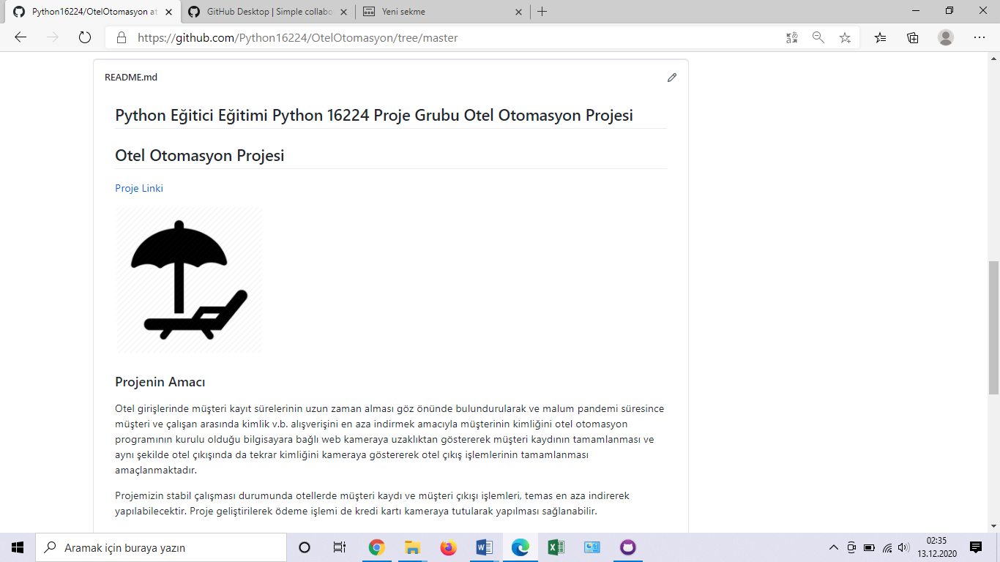 Python16224/OtelOtomasyon at
GitHub Desktop | Simple collabo
Yeni sekme
https://github.com/Python16224/OtelOtomasyon/tree/master
README.md
Python Eğitici Eğitimi Python 16224 Proje Grubu Otel Otomasyon Projesi
Otel Otomasyon Projesi
Proje Linki
Projenin Amacı
Otel girişlerinde müşteri kayıt sürelerinin uzun zaman alması göz önünde bulundurularak ve malum pandemi süresince
müşteri ve çalışan arasında kimlik v.b. alışverişini en aza indirmek amacıyla müşterinin kimliğini otel otomasyon
programının kurulu olduğu bilgisayara bağlı web kameraya uzaklıktan göstererek müşteri kaydının tamamlanması ve
aynı şekilde otel çıkışında da tekrar kimliğini kameraya göstererek otel çıkış işlemlerinin tamamlanması
amaçlanmaktadır.
Projemizin stabil çalışması durumunda otellerde müşteri kaydı ve müşteri çıkışı işlemleri, temas en aza indirerek
yapılabilecektir. Proje geliştirilerek ödeme işlemi de kredi kartı kameraya tutularak yapılması sağlanabilir.
Aramak için buraya yazın
02:35
13.12.2020